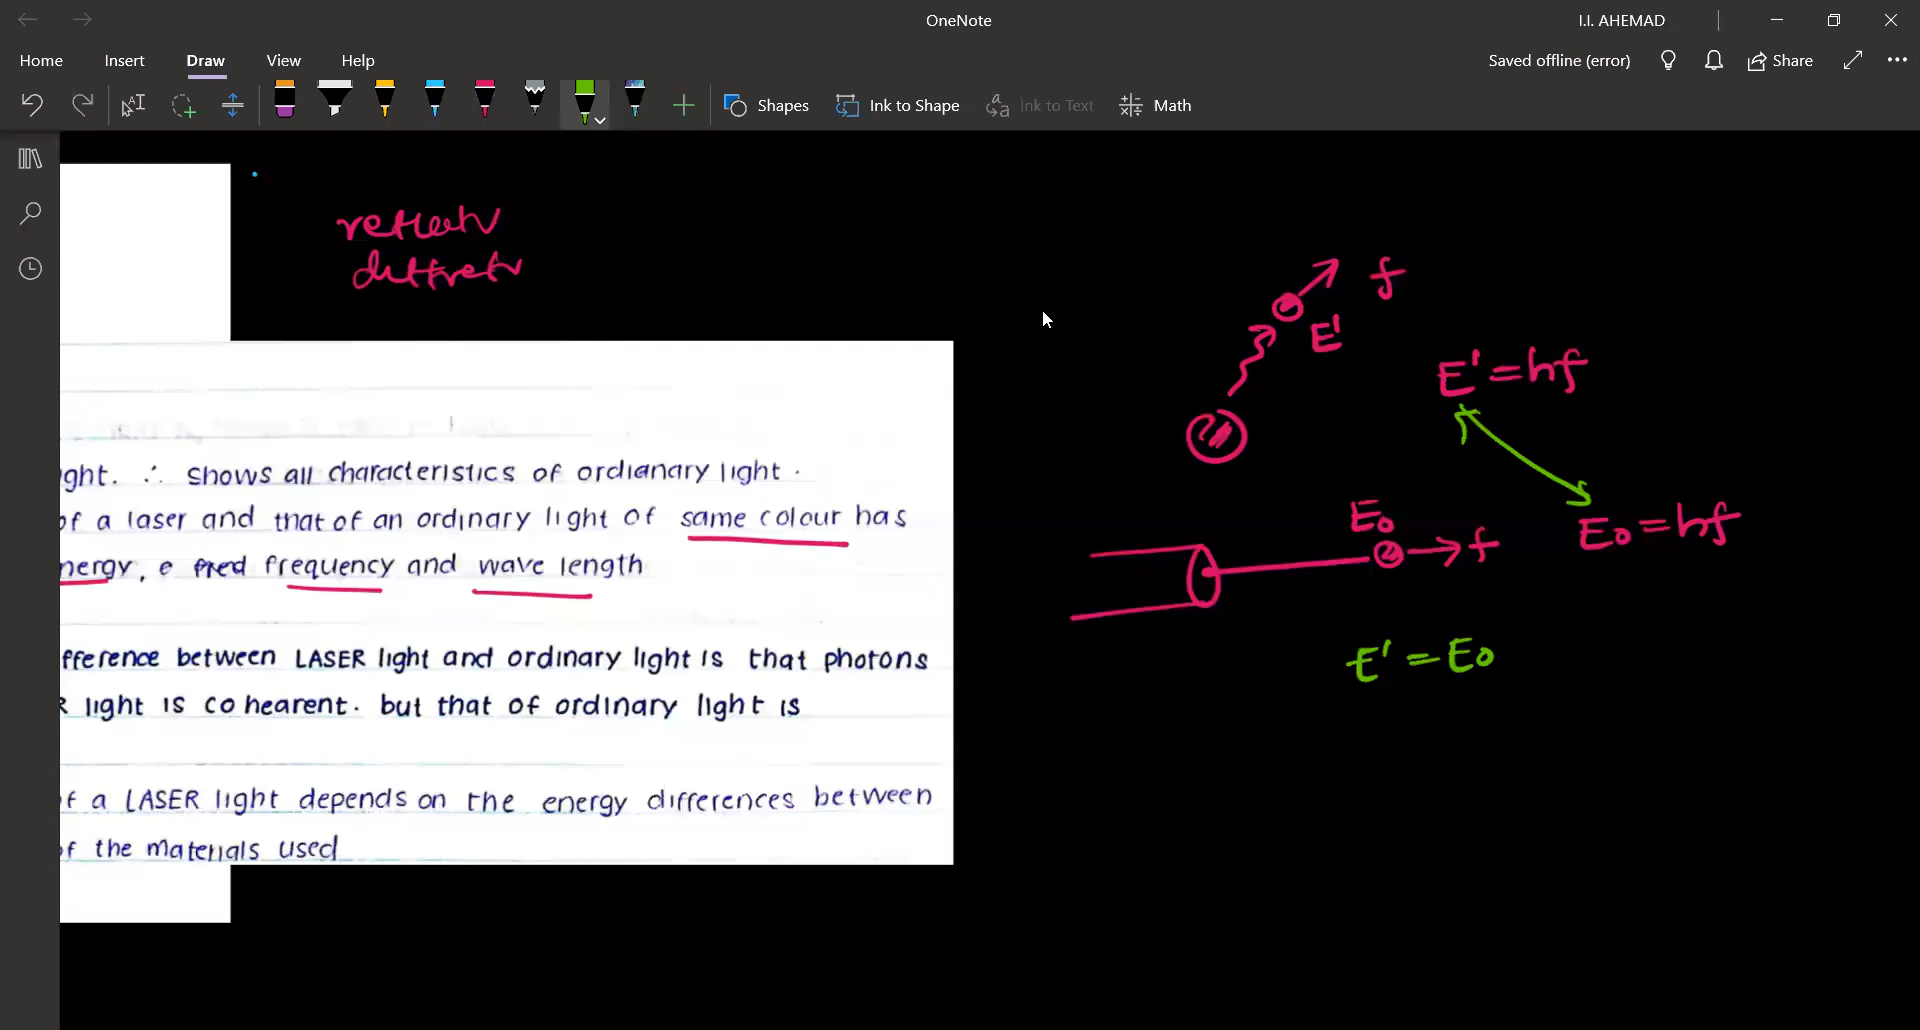 OneNote
I.I. AHEMAD
Home Insert Draw View Help
Saved offline (error) Share
Shapes Ink to Shape Ink to Text Math
f
E'
E' = hf
ght. ∴ shows all characteristics of ordianary light.
of a laser and that of an ordinary light of same colour has
nergy, e fred frequency and wave length
E₀
f
E₀ = hf
E' = E₀
fference between LASER light and ordinary light is that photons
R light is cohearent. but that of ordinary light is
f a LASER light depends on the energy differences between
of the materials used